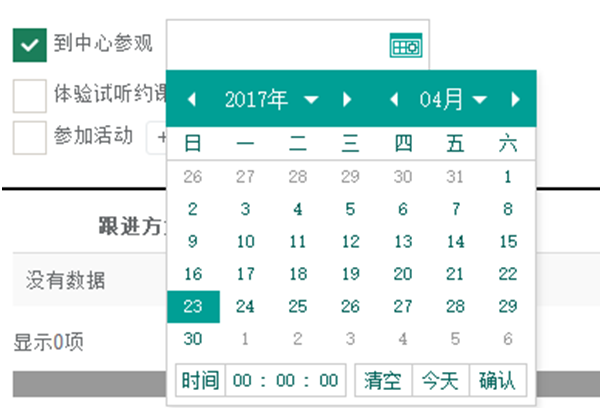 到中心参观
体验试听约课
参加活动 +
2017年 04月
日 一 二 三 四 五 六
26 27 28 29 30 31 1
2 3 4 5 6 7 8
9 10 11 12 13 14 15
16 17 18 19 20 21 22
23 24 25 26 27 28 29
30 1 2 3 4 5 6
时间 00 : 00 : 00 清空 今天 确认
跟进方
没有数据
显示0项